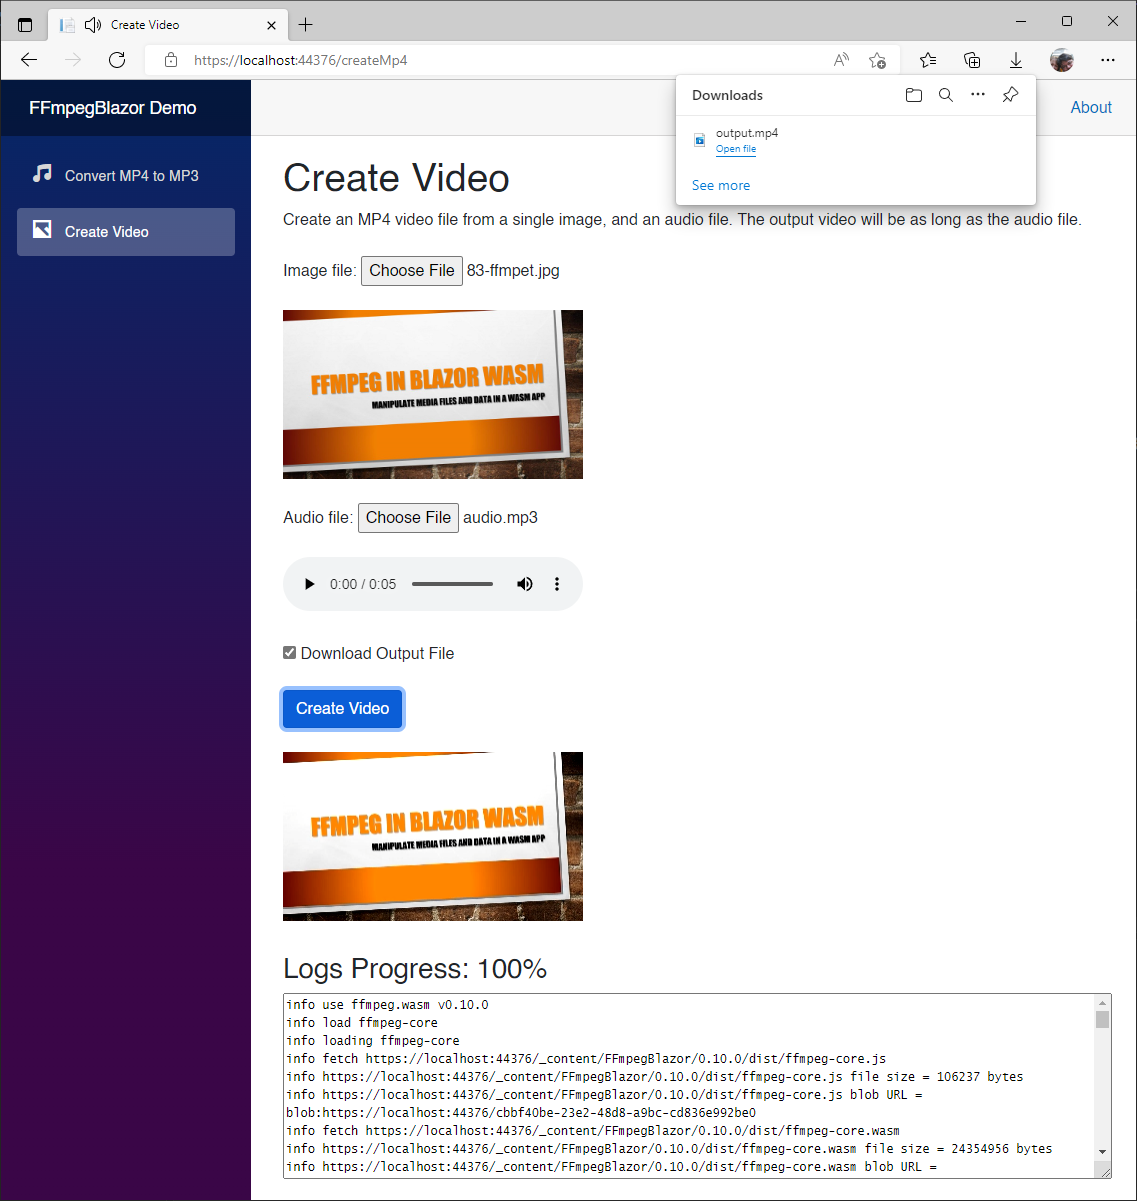 Create Video
https://localhost:44376/createMp4
Downloads
output.mp4
Open file
See more
FFmpegBlazor Demo
About
Convert MP4 to MP3
Create Video
Create Video
Create an MP4 video file from a single image, and an audio file. The output video will be as long as the audio file.
Image file: Choose File 83-ffmpet.jpg
FFMPEG IN BLAZOR WASM
MANIPULATE MEDIA FILES AND DATA IN A WASM APP
Audio file: Choose File audio.mp3
0:00 / 0:05
Download Output File
Create Video
FFMPEG IN BLAZOR WASM
MANIPULATE MEDIA FILES AND DATA IN A WASM APP
Logs Progress: 100%
info use ffmpeg.wasm v0.10.0
info load ffmpeg-core
info loading ffmpeg-core
info fetch https://localhost:44376/_content/FFmpegBlazor/0.10.0/dist/ffmpeg-core.js
info https://localhost:44376/_content/FFmpegBlazor/0.10.0/dist/ffmpeg-core.js file size = 106237 bytes
info https://localhost:44376/_content/FFmpegBlazor/0.10.0/dist/ffmpeg-core.js blob URL =
blob:https://localhost:44376/cbbf40be-23e2-48d8-a9bc-cd836e992be0
info fetch https://localhost:44376/_content/FFmpegBlazor/0.10.0/dist/ffmpeg-core.wasm
info https://localhost:44376/_content/FFmpegBlazor/0.10.0/dist/ffmpeg-core.wasm file size = 24354956 bytes
info https://localhost:44376/_content/FFmpegBlazor/0.10.0/dist/ffmpeg-core.wasm blob URL =